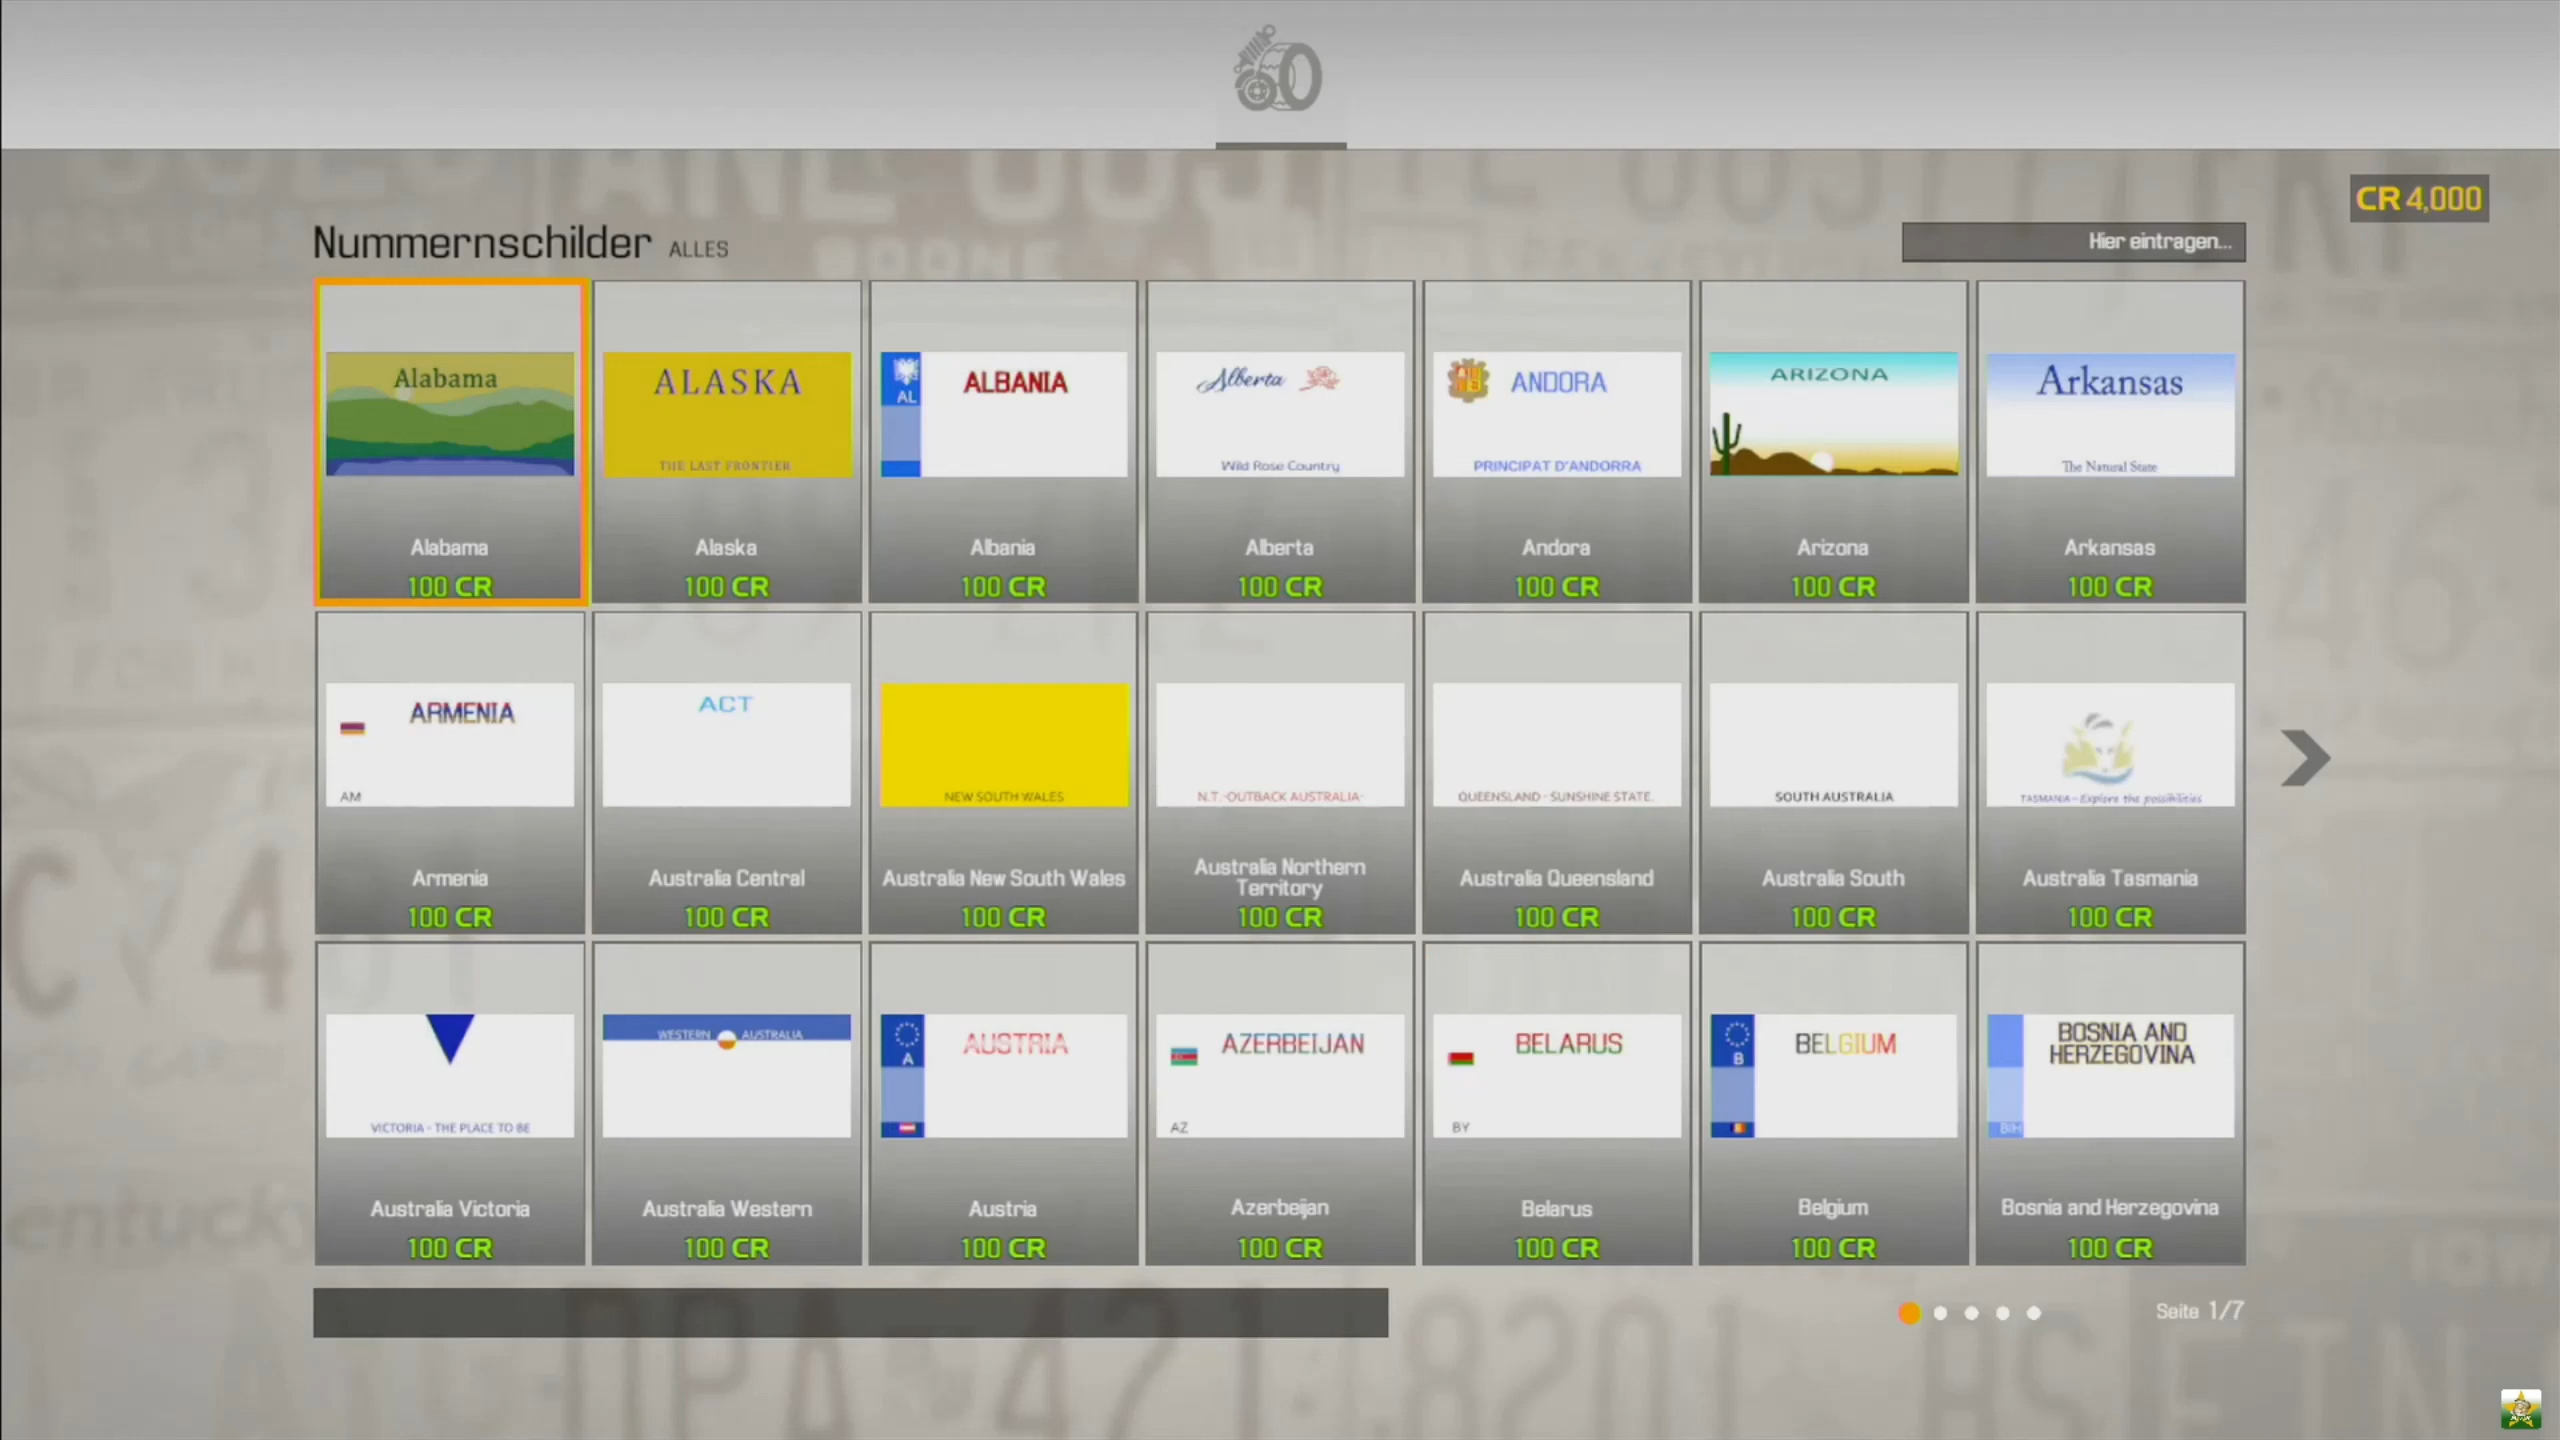 CR 4,000
Nummernschilder ALLES
Hier eintragen...
Alabama
ALASKA
THE LAST FRONTIER
AL
ALBANIA
Alberta
Wild Rose Country
ANDORA
PRINCIPAT D'ANDORRA
ARIZONA
Arkansas
The Natural State
Alabama
100 CR
Alaska
100 CR
Albania
100 CR
Alberta
100 CR
Andora
100 CR
Arizona
100 CR
Arkansas
100 CR
ARMENIA
AM
ACT
NEW SOUTH WALES
N.T.-OUTBACK AUSTRALIA-
QUEENSLAND - SUNSHINE STATE.
SOUTH AUSTRALIA
TASMANIA - Explore the possibilities
Armenia
100 CR
Australia Central
100 CR
Australia New South Wales
100 CR
Australia Northern
Territory
100 CR
Australia Queensland
100 CR
Australia South
100 CR
Australia Tasmania
100 CR
VICTORIA - THE PLACE TO BE
WESTERN AUSTRALIA
A
AUSTRIA
AZERBEIJAN
AZ
BELARUS
BY
B
BELGIUM
BOSNIA AND
HERZEGOVINA
BIH
Australia Victoria
100 CR
Australia Western
100 CR
Austria
100 CR
Azerbeijan
100 CR
Belarus
100 CR
Belgium
100 CR
Bosnia and Herzegovina
100 CR
Seite 1/7